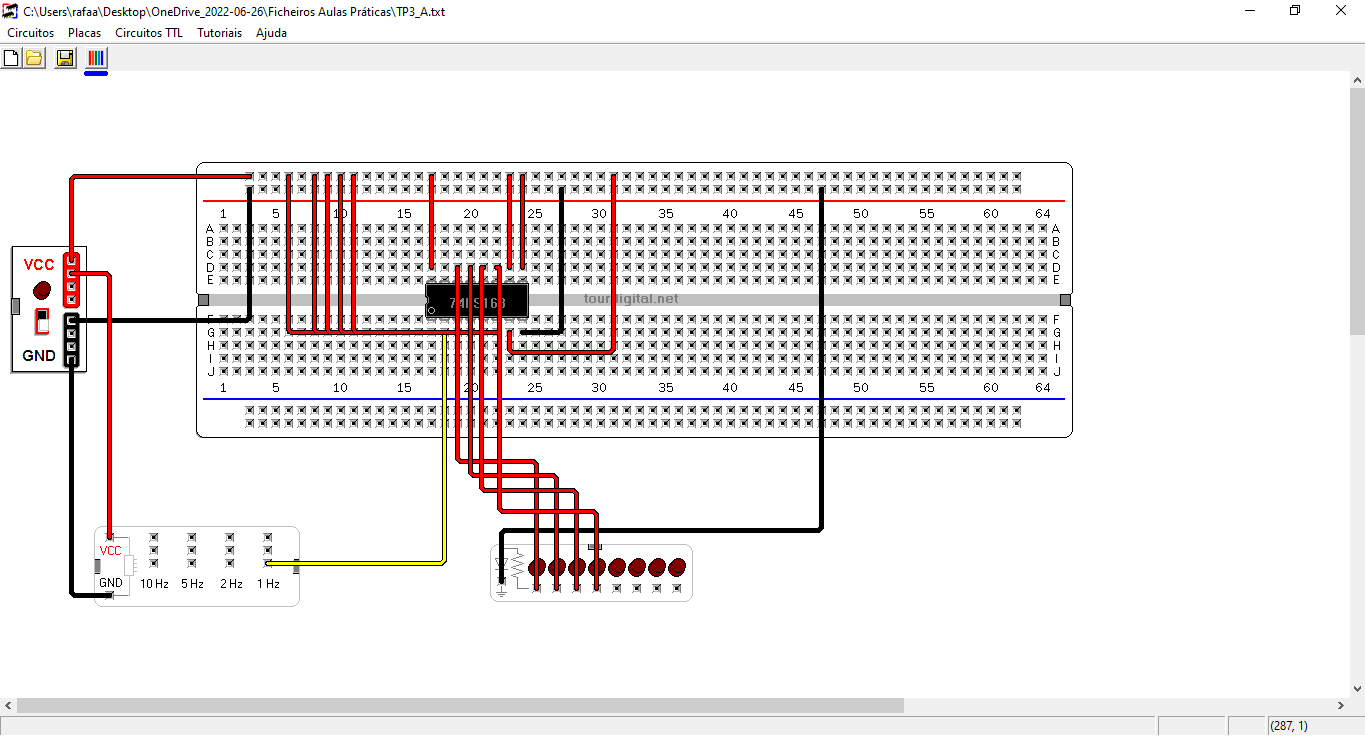 C:\Users\rafaa\Desktop\OneDrive_2022-06-26\Ficheiros Aulas Práticas\TP3_A.txt
Circuitos Placas Circuitos TTL Tutoriais Ajuda
1 5 10 15 20 25 30 35 40 45 50 55 60 64
A A
B B
C C
D D
E E
VCC
tourdigital.net
F F
G G
H H
GND
I I
J J
1 5 10 15 20 25 30 35 40 45 50 55 60 64
VCC
GND 10 Hz 5 Hz 2 Hz 1 Hz
(287, 1)